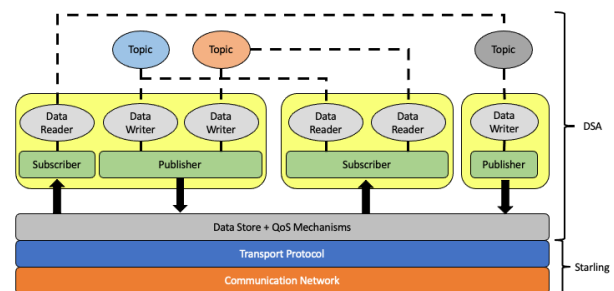 Topic
Topic
Topic
Data
Reader
Data
Writer
Data
Writer
Data
Reader
Data
Reader
Data
Writer
DSA
Subscriber
Publisher
Subscriber
Publisher
Data Store + QoS Mechanisms
Transport Protocol
Starling
Communication Network